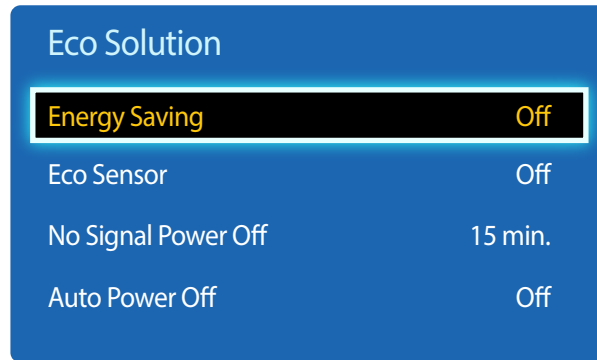 Eco Solution
Energy Saving Off
Eco Sensor Off
No Signal Power Off 15 min.
Auto Power Off Off